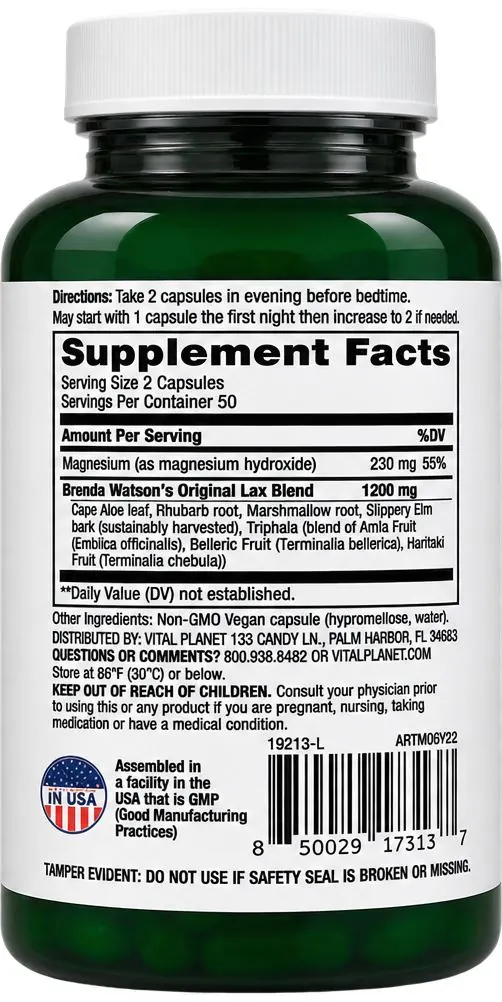 Directions: Take 2 capsules in evening before bedtime.
May start with 1 capsule the first night then increase to 2 if needed.
Supplement Facts
Serving Size 2 Capsules
Servings Per Container 50
Amount Per Serving %DV
Magnesium (as magnesium hydroxide) 230 mg 55%
Brenda Watson's Original Lax Blend 1200 mg
Cape Aloe leaf, Rhubarb root, Marshmallow root, Slippery Elm
bark (sustainably harvested), Triphala (blend of Amla Fruit
(Emblica officinalls), Belleric Fruit (Terminalia bellerica), Haritaki
Fruit (Terminalia chebula))
**Daily Value (DV) not established.
Other Ingredients: Non-GMO Vegan capsule (hypromellose, water).
DISTRIBUTED BY: VITAL PLANET 133 CANDY LN., PALM HARBOR, FL 34683
QUESTIONS OR COMMENTS? 800.938.8482 OR VITALPLANET.COM
Store at 86°F (30°C) or below.
KEEP OUT OF REACH OF CHILDREN. Consult your physician prior
to using this or any product if you are pregnant, nursing, taking
medication or have a medical condition.
19213-L ARTM06Y22
IN USA
Assembled in
a facility in the
USA that is GMP
(Good Manufacturing
Practices)
8 50029 17313 7
TAMPER EVIDENT: DO NOT USE IF SAFETY SEAL IS BROKEN OR MISSING.